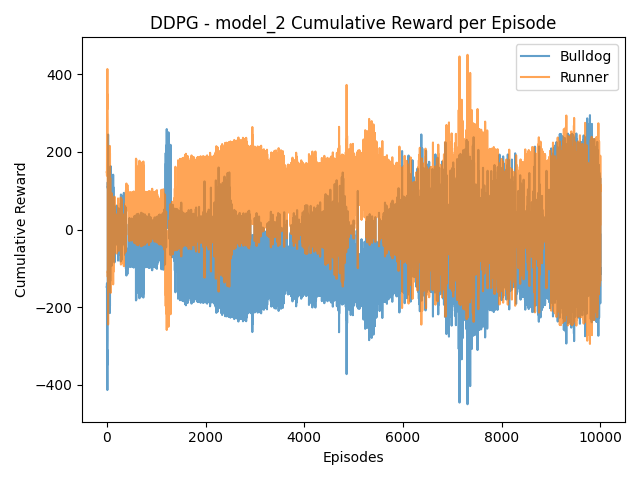 DDPG - model_2 Cumulative Reward per Episode
Bulldog
Runner
Cumulative Reward
400
200
0
−200
−400
0 2000 4000 6000 8000 10000
Episodes